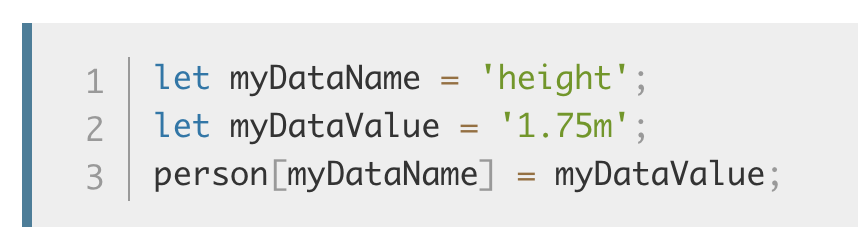 1 let myDataName = 'height';
2 let myDataValue = '1.75m';
3 person[myDataName] = myDataValue;